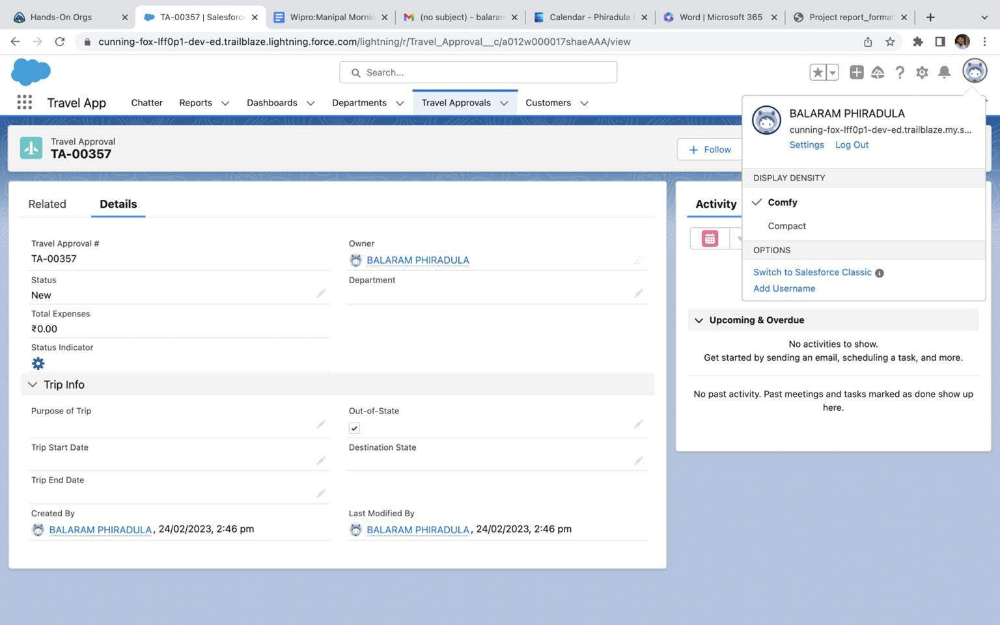 Hands-On Orgs
TA-00357 | Salesforc
Wipro:Manipal Mornin
(no subject) - balaram
Calendar - Phiradula
Word | Microsoft 365
Project report_format
cunning-fox-lff0p1-dev-ed.trailblaze.lightning.force.com/lightning/r/Travel_Approval__c/a012w000017shaeAAA/view
Search...
Travel App
Chatter
Reports
Dashboards
Departments
Travel Approvals
Customers
BALARAM PHIRADULA
cunning-fox-lff0p1-dev-ed.trailblaze.my.s...
Settings Log Out
Travel Approval
TA-00357
Follow
DISPLAY DENSITY
Comfy
Compact
OPTIONS
Switch to Salesforce Classic
Add Username
Related
Details
Travel Approval #
TA-00357
Owner
BALARAM PHIRADULA
Status
New
Department
Total Expenses
₹0.00
Status Indicator
Trip Info
Purpose of Trip
Out-of-State
Trip Start Date
Destination State
Trip End Date
Created By
BALARAM PHIRADULA, 24/02/2023, 2:46 pm
Last Modified By
BALARAM PHIRADULA, 24/02/2023, 2:46 pm
Activity
Upcoming & Overdue
No activities to show.
Get started by sending an email, scheduling a task, and more.
No past activity. Past meetings and tasks marked as done show up
here.